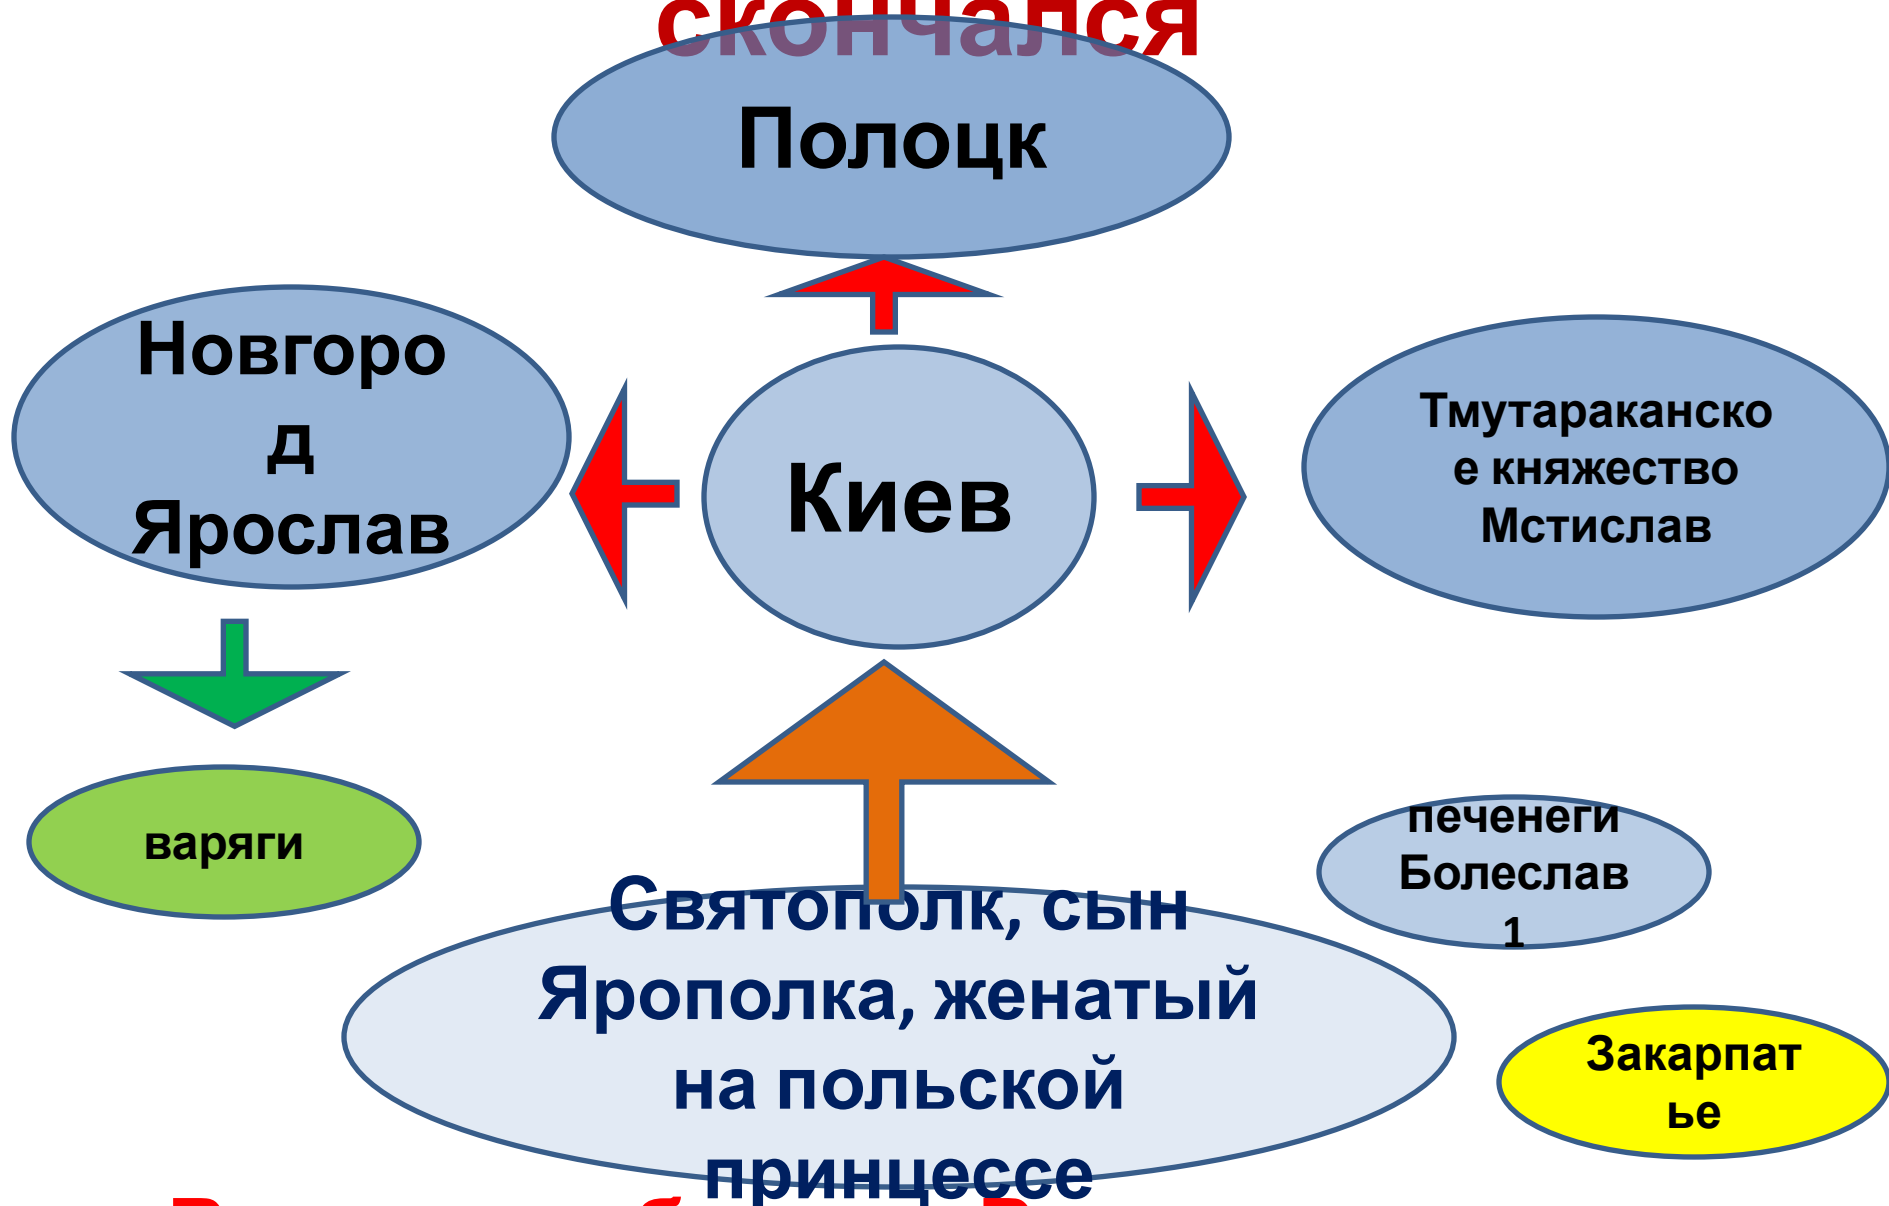 скончался
Полоцк
Новгоро
д
Ярослав
Киев
Тмутараканско
е княжество
Мстислав
варяги
печенеги
Болеслав
1
Святополк, сын
Ярополка, женатый
на польской
принцессе
Закарпат
ье